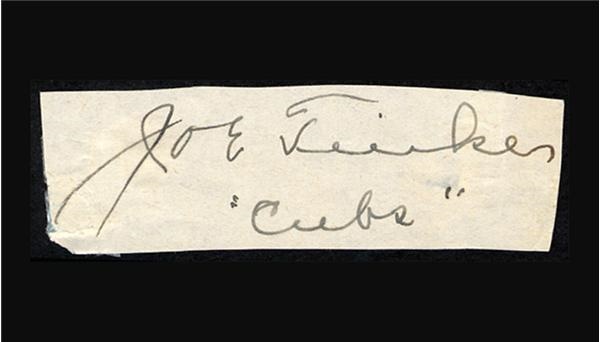 Joe Tinker
"Cubs"